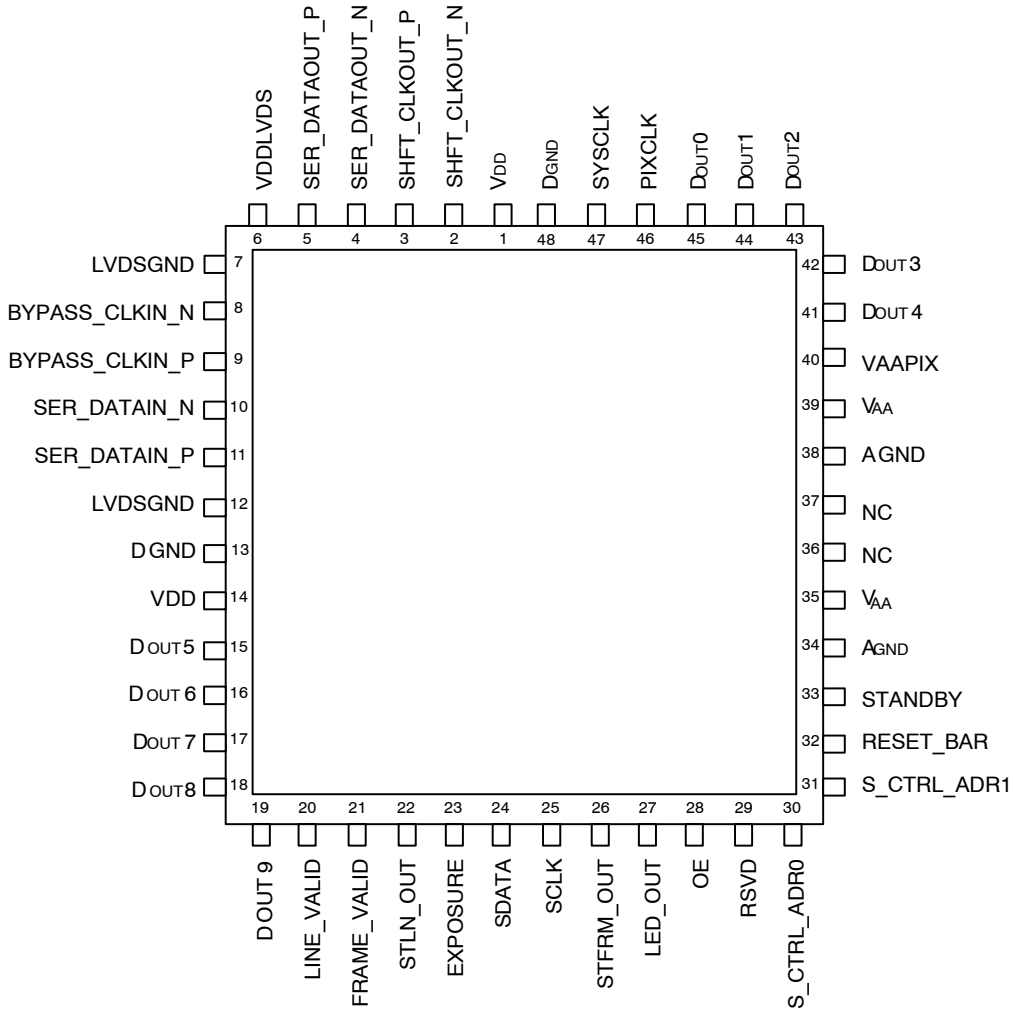 VDDLVDS
SER_DATAOUT_P
SER_DATAOUT_N
SHFT_CLKOUT_P
SHFT_CLKOUT_N
VDD
DGND
SYSCLK
PIXCLK
DOUT0
DOUT1
DOUT2
6 5 4 3 2 1 48 47 46 45 44 43
LVDSGND 7
BYPASS_CLKIN_N 8
BYPASS_CLKIN_P 9
SER_DATAIN_N 10
SER_DATAIN_P 11
LVDSGND 12
DGND 13
VDD 14
DOUT5 15
DOUT6 16
DOUT7 17
DOUT8 18
42 DOUT3
41 DOUT4
40 VAAPIX
39 VAA
38 AGND
37 NC
36 NC
35 VAA
34 AGND
33 STANDBY
32 RESET_BAR
31 S_CTRL_ADR1
19 20 21 22 23 24 25 26 27 28 29 30
DOUT 9
LINE_VALID
FRAME_VALID
STLN_OUT
EXPOSURE
SDATA
SCLK
STFRM_OUT
LED_OUT
OE
RSVD
S_CTRL_ADR0